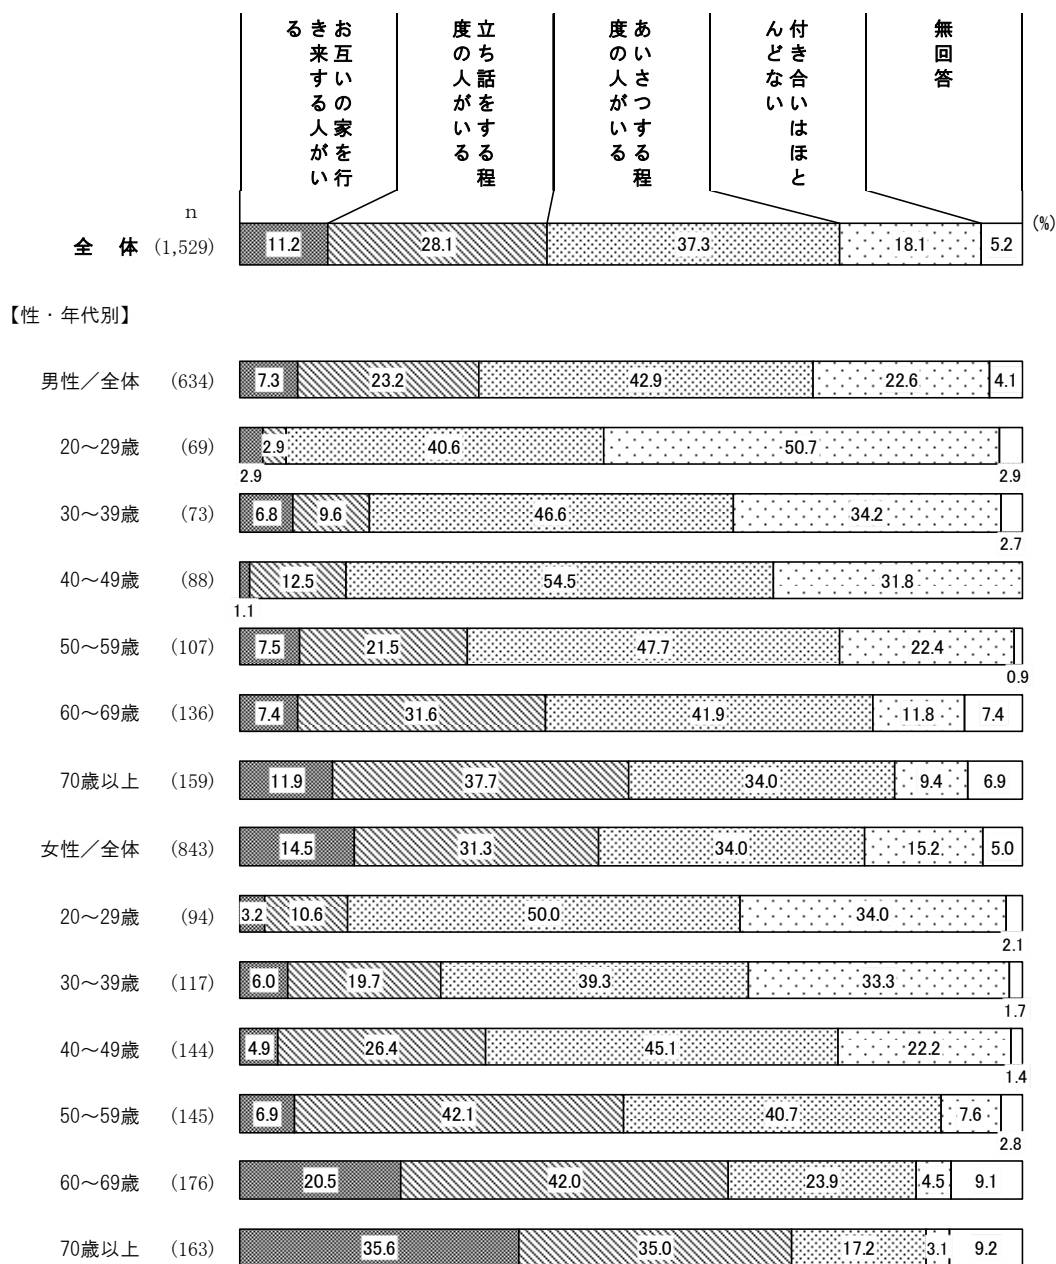 お互いの家を行
き来する人がい
る
立ち話をする程
度の人がいる
あいさつする程
度の人がいる
付き合いはほと
んどない
無回答
n
(%)
全 体 (1,529) 11.2 28.1 37.3 18.1 5.2
【性・年代別】
男性／全体 (634) 7.3 23.2 42.9 22.6 4.1
20～29歳 (69) 2.9 40.6 50.7
2.9 2.9
30～39歳 (73) 6.8 9.6 46.6 34.2
2.7
40～49歳 (88) 12.5 54.5 31.8
1.1
50～59歳 (107) 7.5 21.5 47.7 22.4
0.9
60～69歳 (136) 7.4 31.6 41.9 11.8 7.4
70歳以上 (159) 11.9 37.7 34.0 9.4 6.9
女性／全体 (843) 14.5 31.3 34.0 15.2 5.0
20～29歳 (94) 3.2 10.6 50.0 34.0
2.1
30～39歳 (117) 6.0 19.7 39.3 33.3
1.7
40～49歳 (144) 4.9 26.4 45.1 22.2
1.4
50～59歳 (145) 6.9 42.1 40.7 7.6
2.8
60～69歳 (176) 20.5 42.0 23.9 4.5 9.1
70歳以上 (163) 35.6 35.0 17.2 3.1 9.2